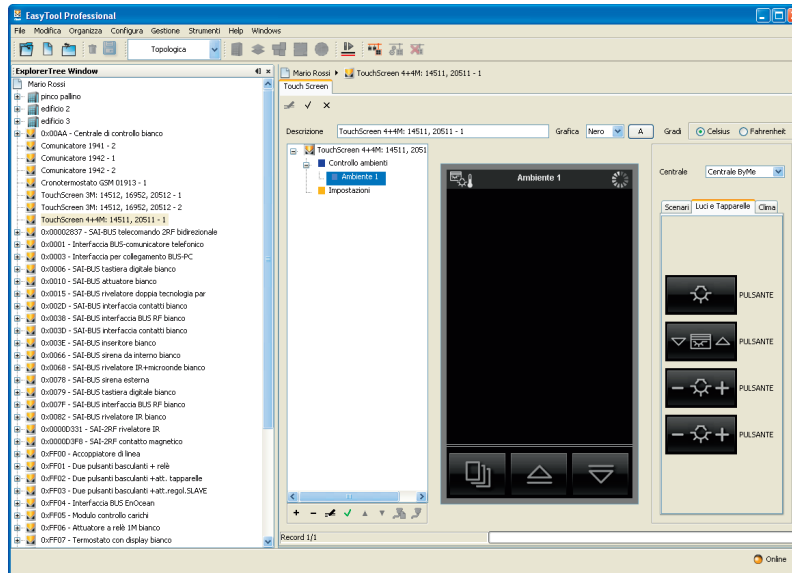 EasyTool Professional
File Modifica Organizza Configura Gestione Strumenti Help Windows
Topologica
ExplorerTree Window
Mario Rossi
pinco pallino
edificio 2
edificio 3
0x00AA - Centrale di controllo bianco
Comunicatore 1941 - 2
Comunicatore 1942 - 1
Comunicatore 1942 - 2
Cronotermostato GSM 01913 - 1
TouchScreen 3M: 14512, 16952, 20512 - 1
TouchScreen 3M: 14512, 16952, 20512 - 2
TouchScreen 4+4M: 14511, 20511 - 1
0x00002837 - SAI-BUS telecomando 2RF bidirezionale
0x0001 - Interfaccia BUS-comunicatore telefonico
0x0003 - Interfaccia per collegamento BUS-PC
0x0006 - SAI-BUS tastiera digitale bianco
0x0010 - SAI-BUS attuatore bianco
0x0015 - SAI-BUS rivelatore doppia tecnologia par
0x002D - SAI-BUS interfaccia contatti bianco
0x0038 - SAI-BUS interfaccia BUS RF bianco
0x003D - SAI-BUS interfaccia contatti bianco
0x003E - SAI-BUS inseritore bianco
0x0066 - SAI-BUS sirena da interno bianco
0x0068 - SAI-BUS rivelatore IR+microonde bianco
0x0078 - SAI-BUS sirena esterna
0x0079 - SAI-BUS tastiera digitale bianco
0x007F - SAI-BUS interfaccia BUS RF bianco
0x0082 - SAI-BUS rivelatore IR bianco
0x0000D331 - SAI-2RF rivelatore IR
0x0000D3F8 - SAI-2RF contatto magnetico
0xFF00 - Accoppiatore di linea
0xFF01 - Due pulsanti basculanti + relè
0xFF02 - Due pulsanti basculanti +att. tapparelle
0xFF03 - Due pulsanti basculanti +att.regol.SLAVE
0xFF04 - Interfaccia BUS EnOcean
0xFF05 - Modulo controllo carichi
0xFF06 - Attuatore a relè 1M bianco
0xFF07 - Termostato con display bianco
Mario Rossi TouchScreen 4+4M: 14511, 20511 - 1
Touch Screen
Descrizione TouchScreen 4+4M: 14511, 20511 - 1 Grafica Nero A Gradi Celsius Fahrenheit
TouchScreen 4+4M: 14511, 2051
Controllo ambienti
Ambiente 1
Impostazioni
Ambiente 1
Centrale Centrale ByMe
Scenari Luci e Tapparelle Clima
PULSANTE
PULSANTE
PULSANTE
PULSANTE
Record 1/1
Online